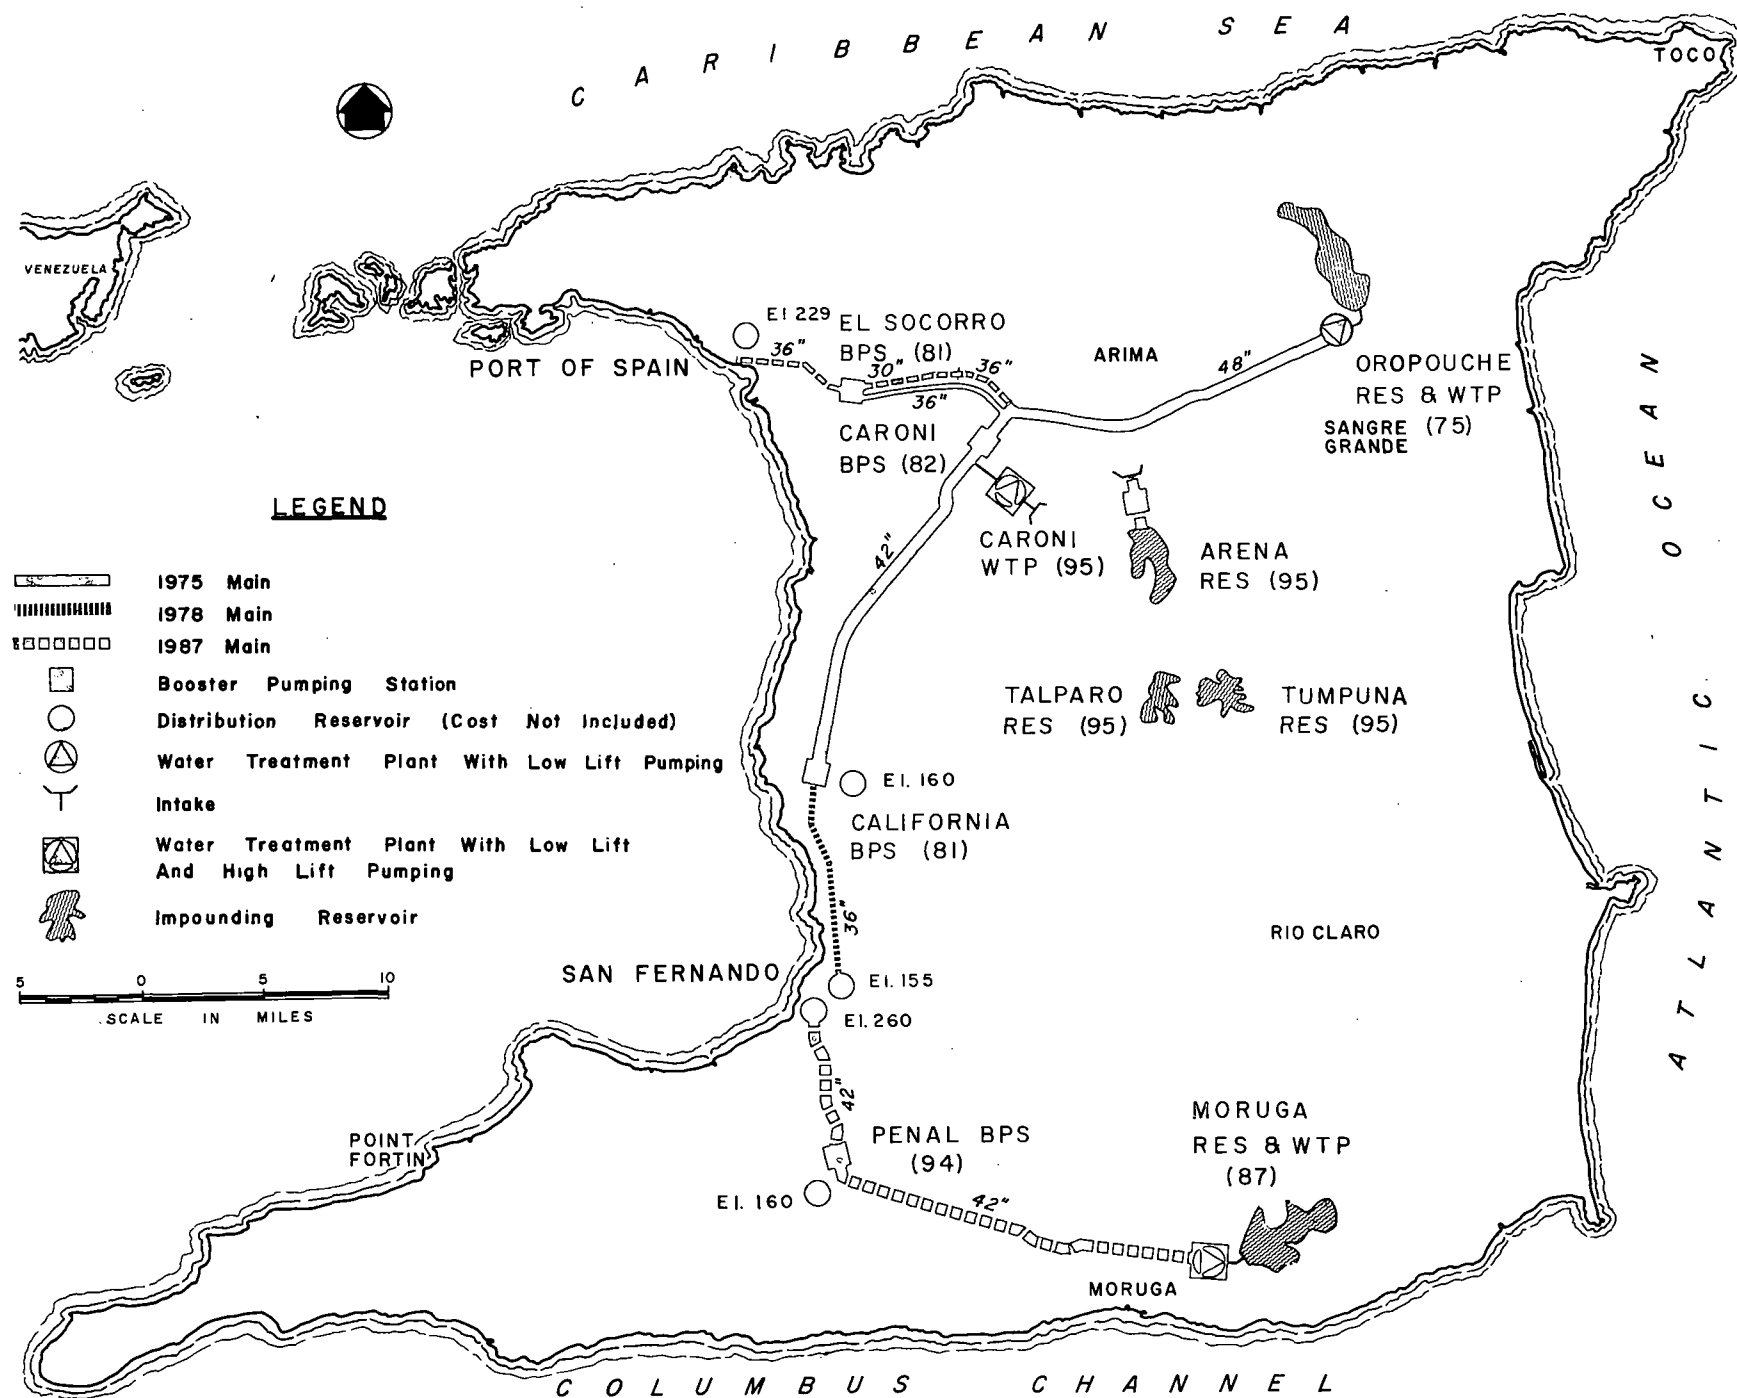 CARIBBEAN SEA
TOCO
VENEZUELA
El 229
EL SOCORRO
BPS (81)
36"
30"
36"
36"
PORT OF SPAIN
ARIMA
48"
OROPOUCHE
RES & WTP
(75)
SANGRE
GRANDE
CARONI
BPS (82)
CARONI
WTP (95)
ARENA
RES (95)
42"
ATLANTIC OCEAN
LEGEND
1975 Main
1978 Main
1987 Main
Booster Pumping Station
Distribution Reservoir (Cost Not Included)
Water Treatment Plant With Low Lift Pumping
Intake
Water Treatment Plant With Low Lift
And High Lift Pumping
Impounding Reservoir
5 0 5 10
SCALE IN MILES
TALPARO
RES (95)
TUMPUNA
RES (95)
El. 160
CALIFORNIA
BPS (81)
36"
RIO CLARO
SAN FERNANDO
El. 155
El. 260
42"
POINT
FORTIN
PENAL BPS
(94)
El. 160
42"
MORUGA
RES & WTP
(87)
MORUGA
COLUMBUS CHANNEL